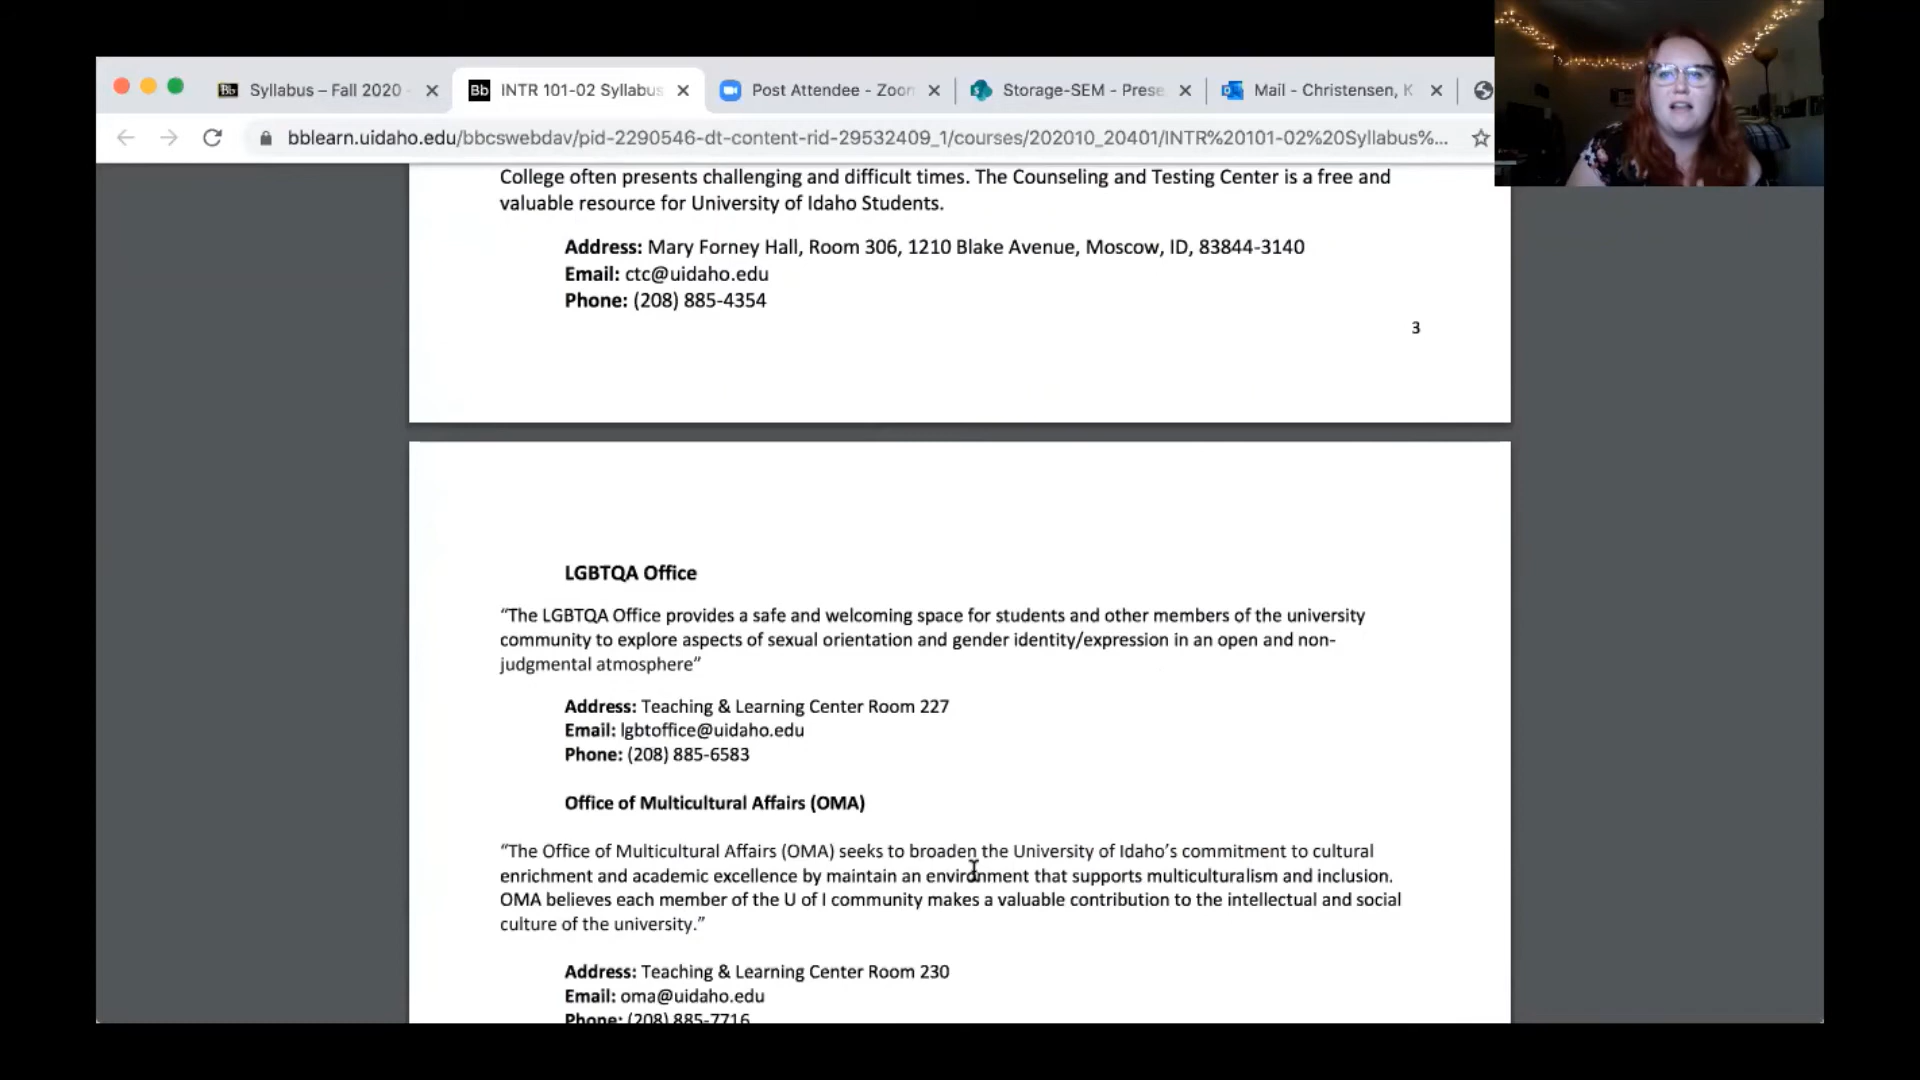 Syllabus – Fall 2020
INTR 101-02 Syllabus
Post Attendee - Zoom
Storage-SEM - Prese
Mail - Christensen, K
bblearn.uidaho.edu/bbcswebdav/pid-2290546-dt-content-rid-29532409_1/courses/202010_20401/INTR%20101-02%20Syllabus%...
College often presents challenging and difficult times. The Counseling and Testing Center is a free and
valuable resource for University of Idaho Students.
Address: Mary Forney Hall, Room 306, 1210 Blake Avenue, Moscow, ID, 83844-3140
Email: ctc@uidaho.edu
Phone: (208) 885-4354
3
LGBTQA Office
“The LGBTQA Office provides a safe and welcoming space for students and other members of the university
community to explore aspects of sexual orientation and gender identity/expression in an open and non-
judgmental atmosphere”
Address: Teaching & Learning Center Room 227
Email: lgbtoffice@uidaho.edu
Phone: (208) 885-6583
Office of Multicultural Affairs (OMA)
“The Office of Multicultural Affairs (OMA) seeks to broaden the University of Idaho’s commitment to cultural
enrichment and academic excellence by maintain an environment that supports multiculturalism and inclusion.
OMA believes each member of the U of I community makes a valuable contribution to the intellectual and social
culture of the university.”
Address: Teaching & Learning Center Room 230
Email: oma@uidaho.edu
Phone: (208) 885-7716